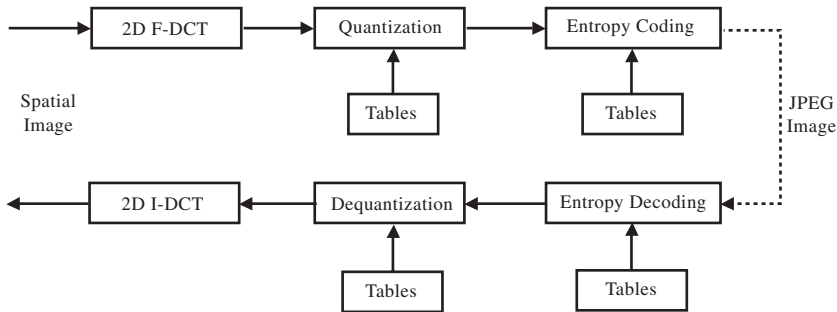 2D F-DCT
Quantization
Entropy Coding
Tables
Tables
Spatial
Image
JPEG
Image
2D I-DCT
Dequantization
Entropy Decoding
Tables
Tables